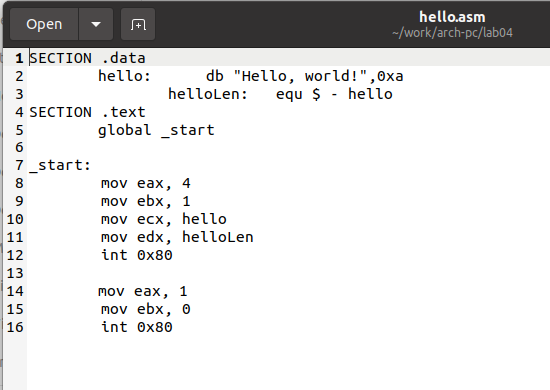 Open
hello.asm
~/work/arch-pc/lab04
1 SECTION .data
2 hello: db "Hello, world!",0xa
3 helloLen: equ $ - hello
4 SECTION .text
5 global _start
6
7 _start:
8 mov eax, 4
9 mov ebx, 1
10 mov ecx, hello
11 mov edx, helloLen
12 int 0x80
13
14 mov eax, 1
15 mov ebx, 0
16 int 0x80